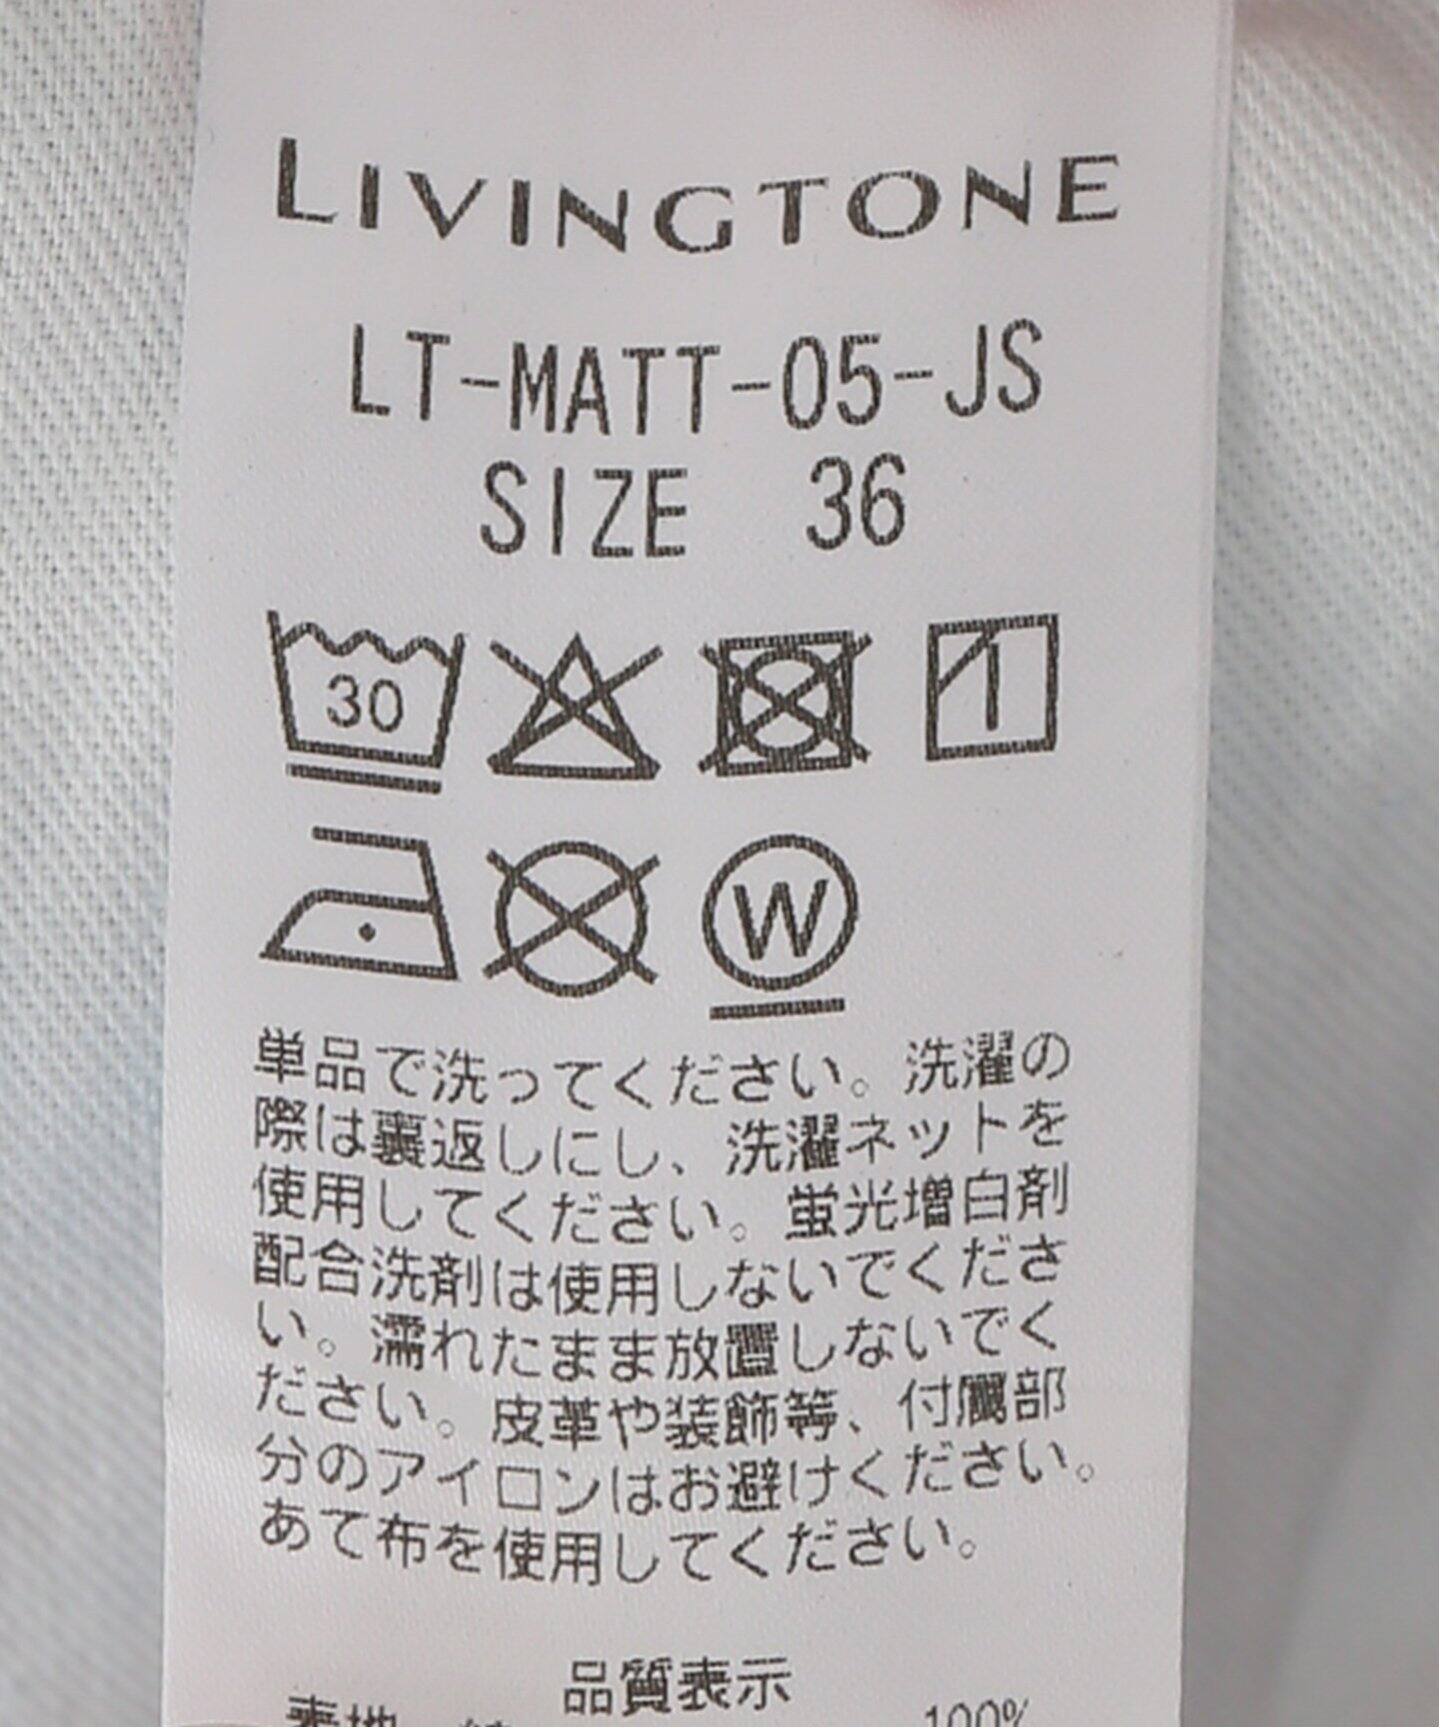 LIVINGTONE
LT-MATT-05-JS
SIZE 36
30
W
単品で洗ってください。洗濯の
際は裏返しにし、洗濯ネットを
使用してください。蛍光増白剤
配合洗剤は使用しないでくださ
い。濡れたまま放置しないでく
ださい。皮革や装飾等、付属部
分のアイロンはお避けください。
あて布を使用してください。
品質表示
表地 100%